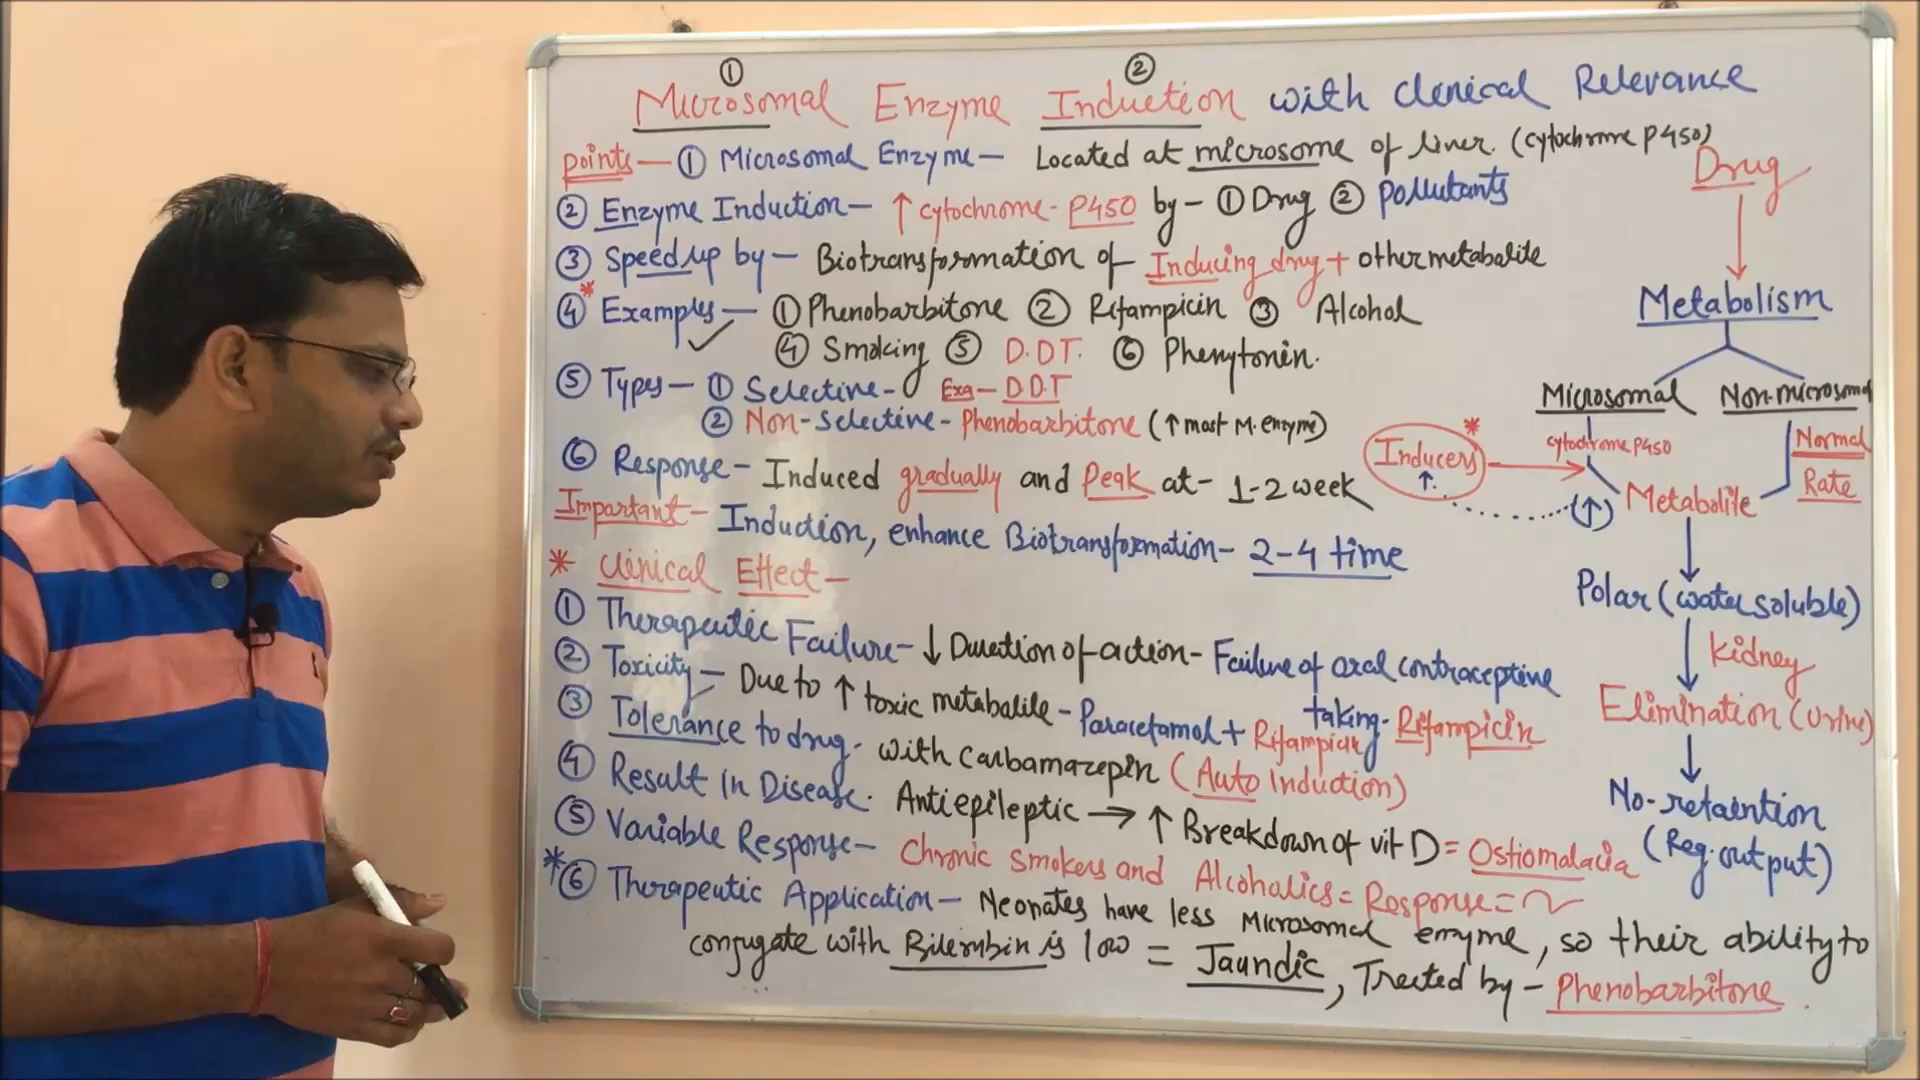 ① ②
Microsomal Enzyme Induction with Clenical Relevance
Points— ① Microsomal Enzyme— Located at microsome of liver. (cytochrome P450)
② Enzyme Induction— ↑ cytochrome-P450 by— ① Drug ② Pollutants
③ Speed up by— Biotransformation of Inducing drug + other metabalite
*④ Examples— ① Phenobarbitone ② Rifampicin ③ Alcohol
④ Smoking ⑤ D.D.T. ⑥ Phenytonin.
⑤ Types— ① Selective- Exa— D.D.T
② Non-Selective- Phenobarbitone (↑ most M. enzyme)
⑥ Response— Induced gradually and Peak at- 1-2 week
Important- Induction, enhance Biotransformation- 2-4 time
* Clenical Effect—
① Therapeutic Failure- ↓ Duration of action- Failure of oral contraceptive
taking- Rifampicin
② Toxicity— Due to ↑ toxic metabalile- Paracetamol + Rifampicin
③ Tolerance to drug- with Carbamazepin (Auto Induction)
④ Result In Disease- Antiepileptic → ↑ Breakdown of vit D = Ostiomalacia
⑤ Variable Response— Chronic smokers and Alcoholics = Response = ~
*⑥ Therapeutic Application— Neonates have less Microsomal enzyme, so their ability to
conjugate with Bilirubin is low = Jaundic, Treated by— Phenobarbitone
Drug
Metabolism
Microsomal Non-microsomal
Inducers * → cytochrome P450 Normal
↑ (↑) Metabolite Rate
Polar (water soluble)
Kidney
Elimination (Urine)
No-retaintion
(Reg. output)